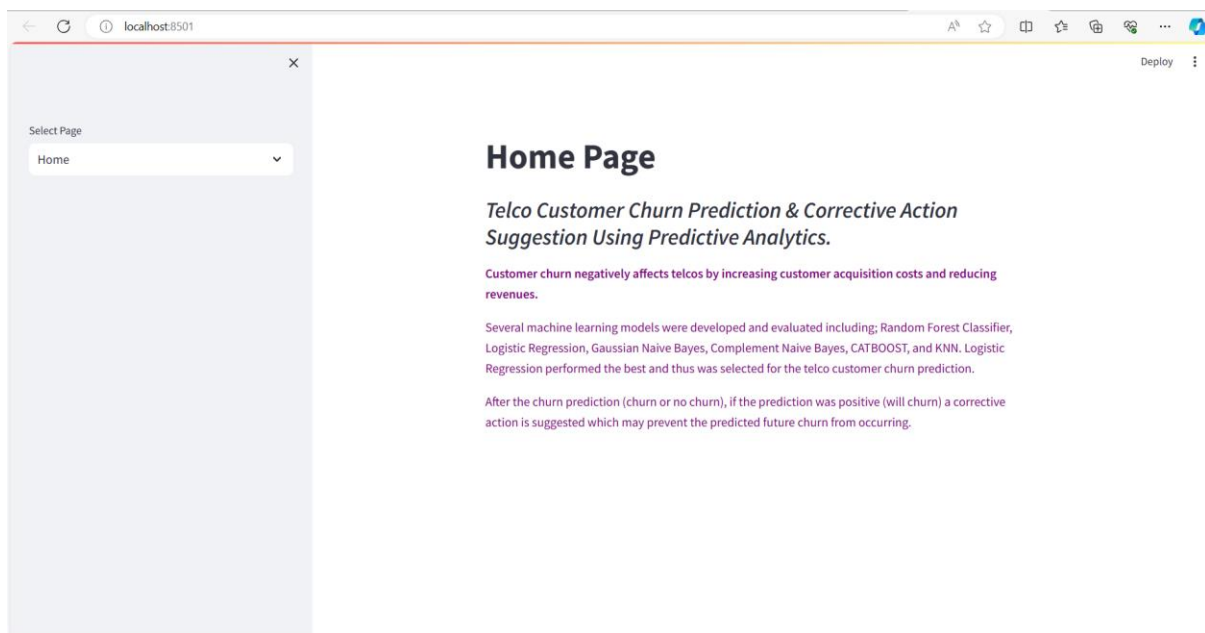 localhost:8501
Deploy
Select Page
Home
Home Page
Telco Customer Churn Prediction & Corrective Action
Suggestion Using Predictive Analytics.
Customer churn negatively affects telcos by increasing customer acquisition costs and reducing
revenues.
Several machine learning models were developed and evaluated including; Random Forest Classifier,
Logistic Regression, Gaussian Naive Bayes, Complement Naive Bayes, CATBOOST, and KNN. Logistic
Regression performed the best and thus was selected for the telco customer churn prediction.
After the churn prediction (churn or no churn), if the prediction was positive (will churn) a corrective
action is suggested which may prevent the predicted future churn from occurring.